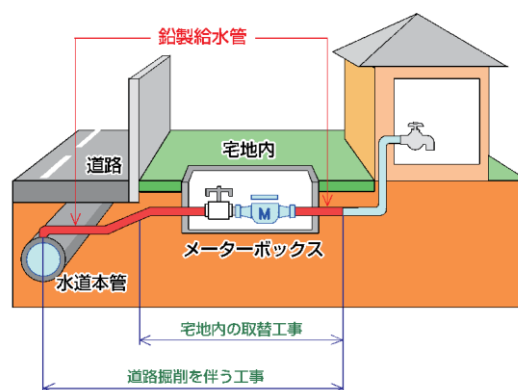 鉛製給水管
宅地内
道路
M
メーターボックス
水道本管
宅地内の取替工事
道路掘削を伴う工事